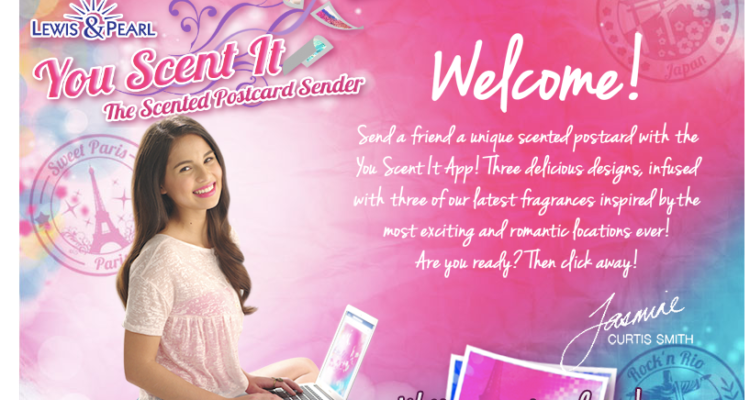 LEWIS & PEARL
You Scent It
The Scented Postcard Sender
Welcome!
Send a friend a unique scented postcard with the
You Scent It App! Three delicious designs, infused
with three of our latest fragrances inspired by the
most exciting and romantic locations ever!
Are you ready? Then click away!
Jasmine
CURTIS SMITH
Sweet Paris
Paris
Japan
Rock'n Rio